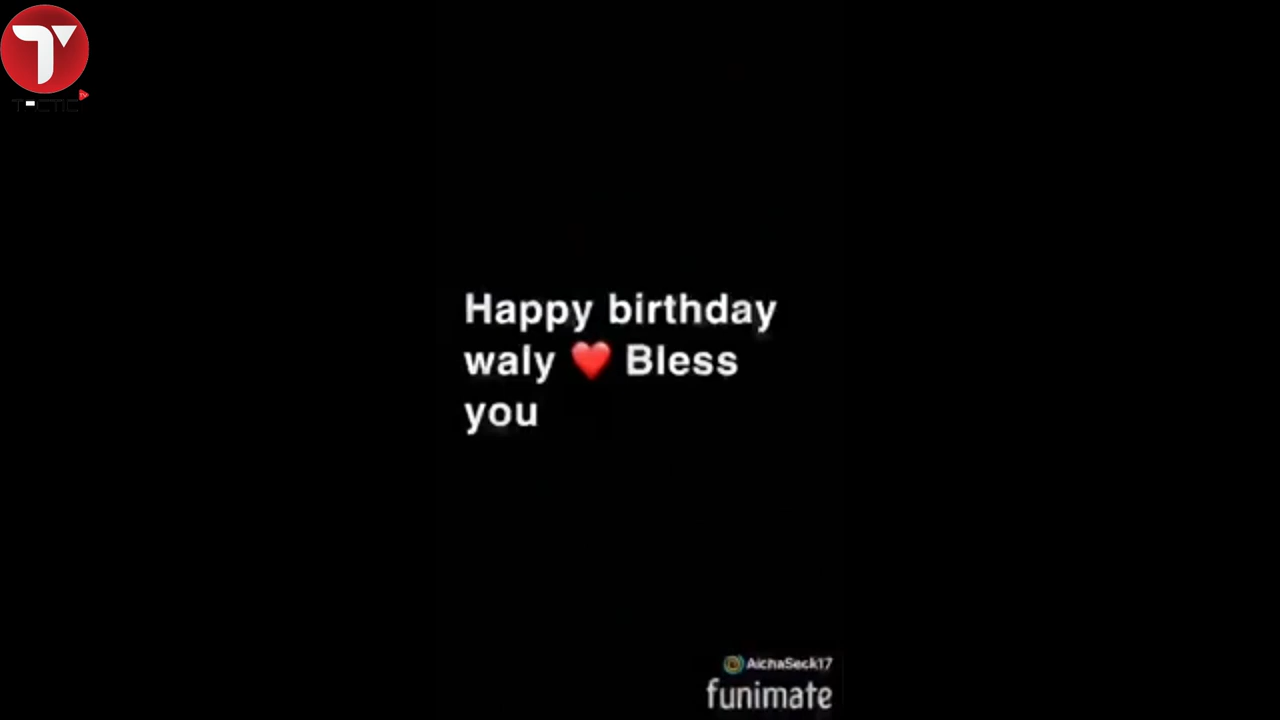 Happy birthday
waly ❤️ Bless
you
AichaSeck17
funimate